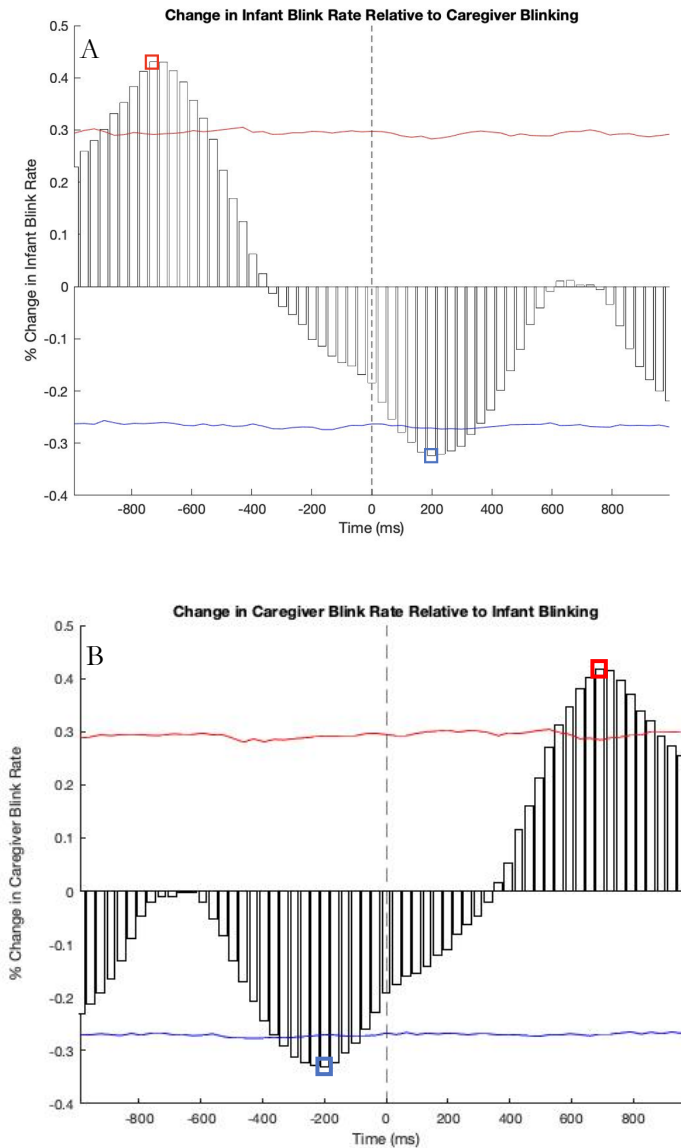 Change in Infant Blink Rate Relative to Caregiver Blinking
A
% Change in Infant Blink Rate
0.5
0.4
0.3
0.2
0.1
0
-0.1
-0.2
-0.3
-0.4
-800 -600 -400 -200 0 200 400 600 800
Time (ms)
Change in Caregiver Blink Rate Relative to Infant Blinking
B
% Change in Caregiver Blink Rate
0.5
0.4
0.3
0.2
0.1
0
-0.1
-0.2
-0.3
-0.4
-800 -600 -400 -200 0 200 400 600 800
Time (ms)